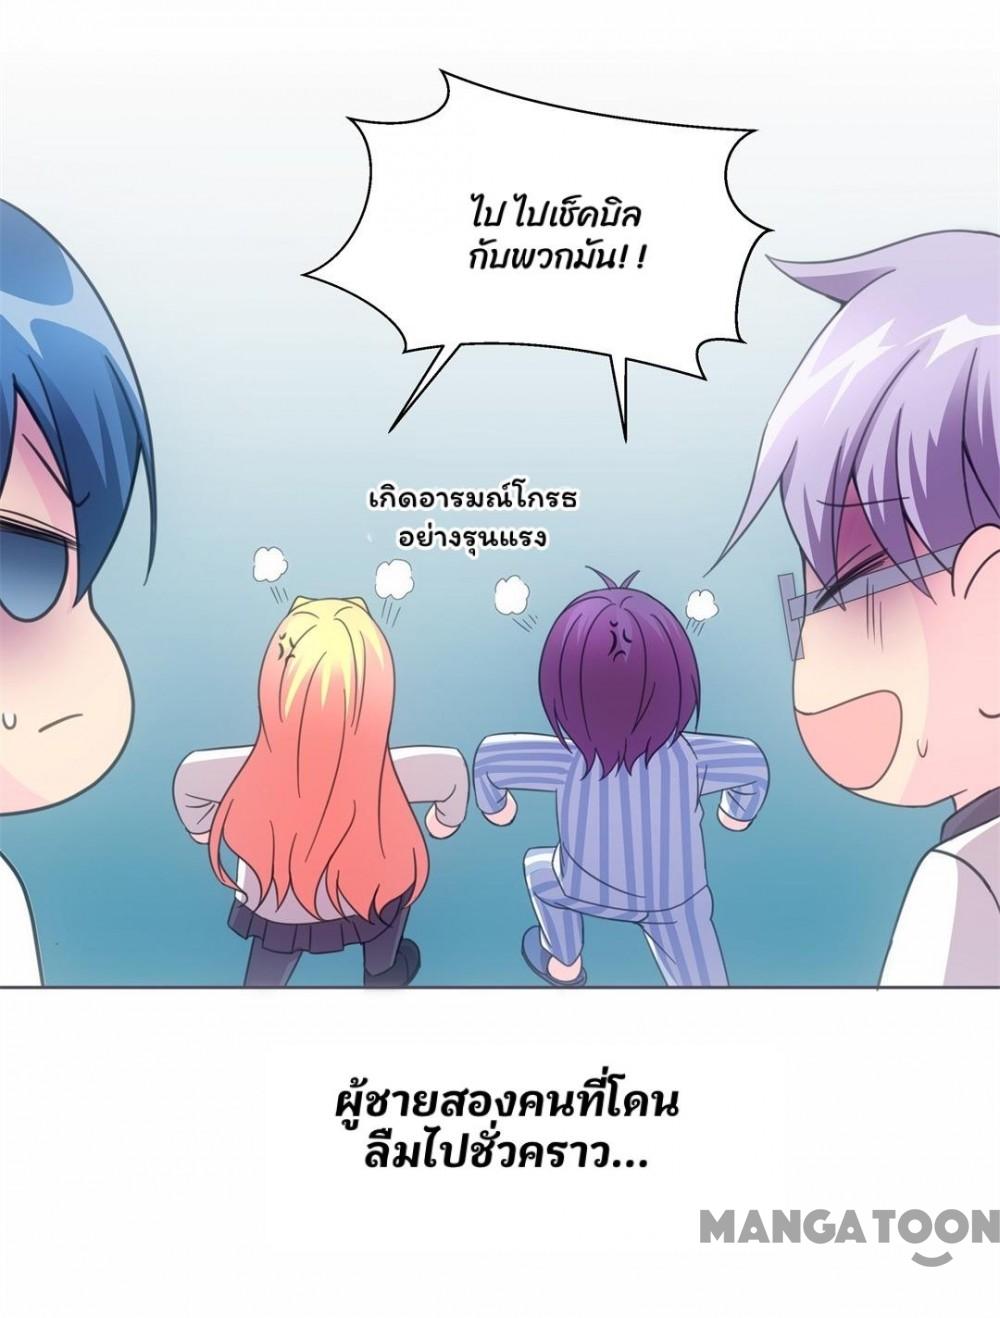 ไป ไปเช็คบิล
กับพวกมัน! !
เกิดอารมณ์โกรธ
อย่างรุนแรง
ผู้ชายสองคนที่โดน
ลืมไปชั่วคราว...
MANGATOON